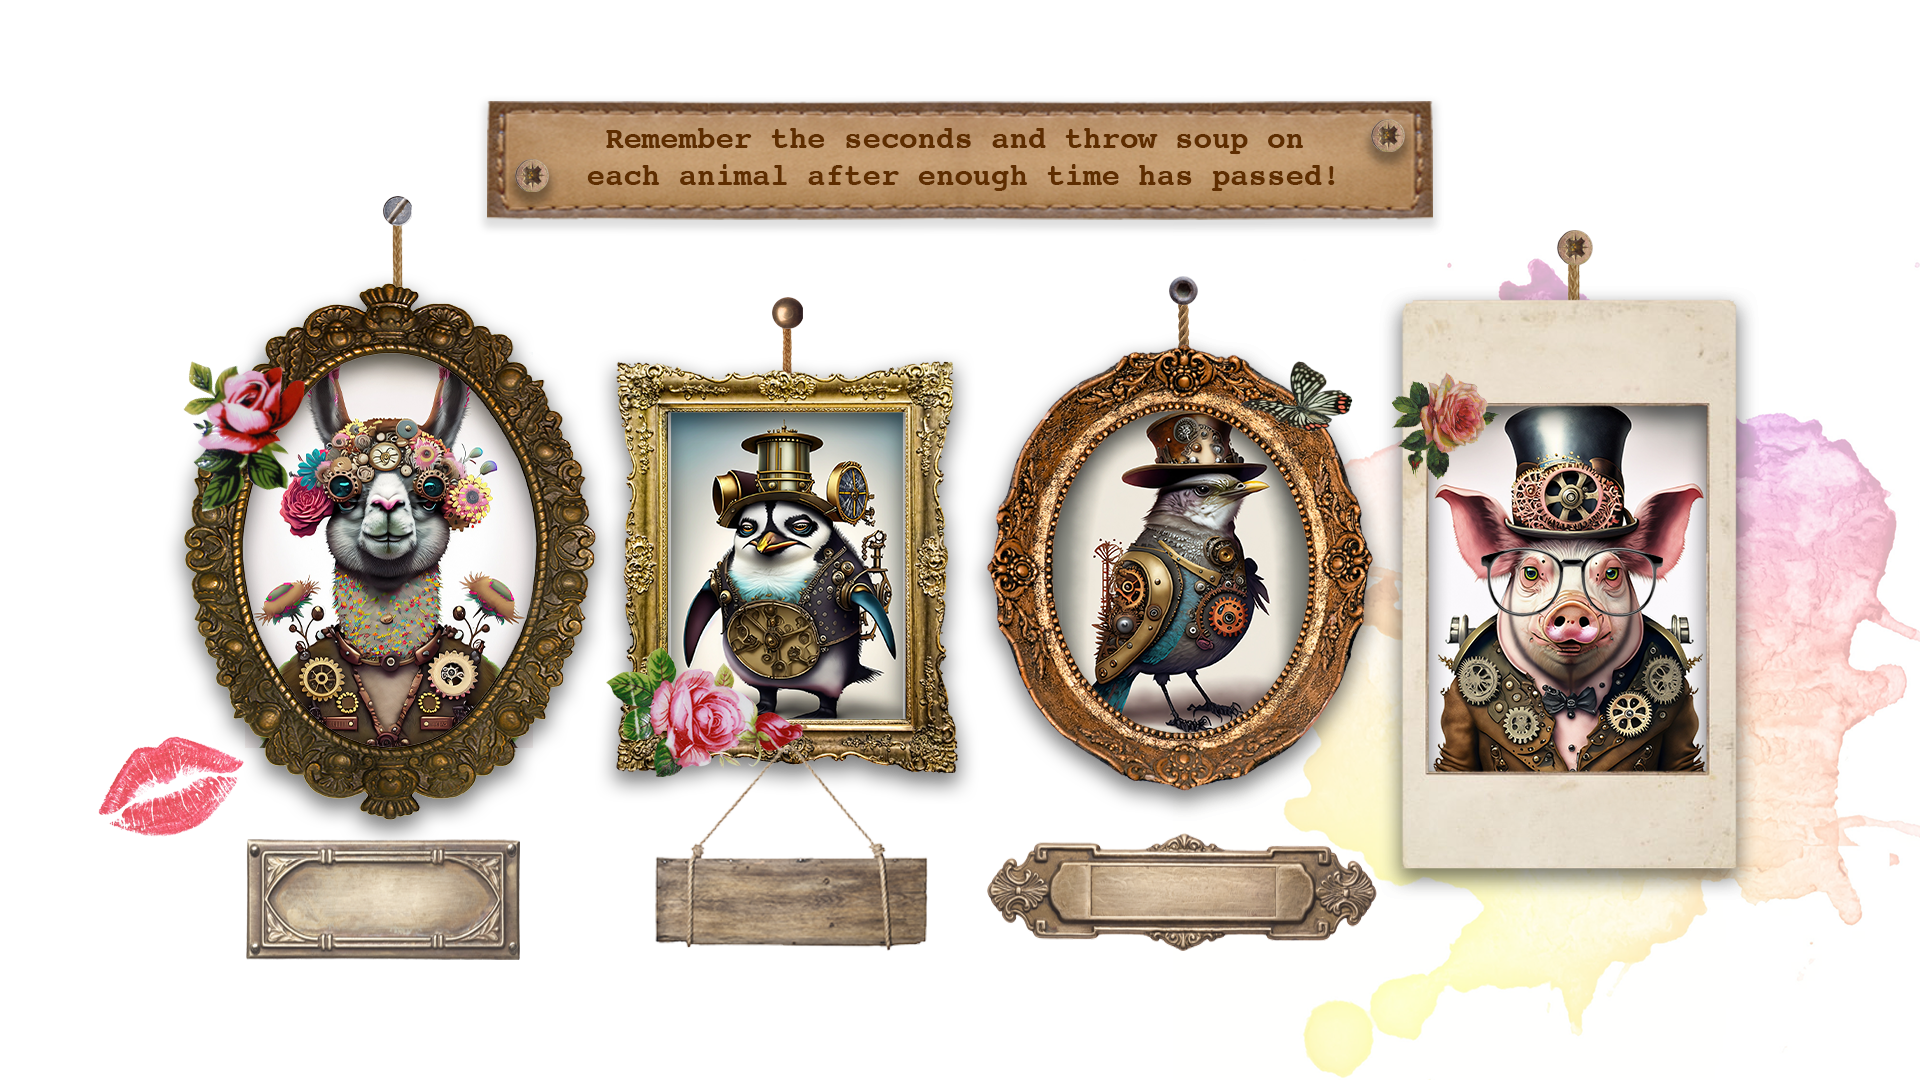 Remember the seconds and throw soup on
each animal after enough time has passed!